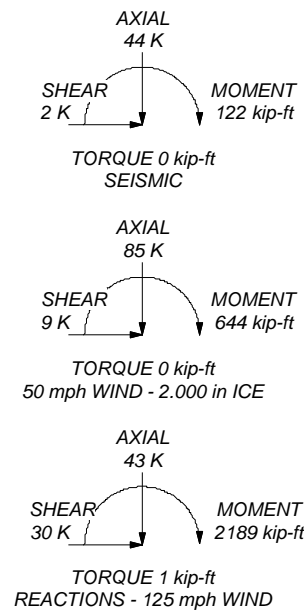 AXIAL
44 K
SHEAR MOMENT
2 K 122 kip-ft
TORQUE 0 kip-ft
SEISMIC
AXIAL
85 K
SHEAR MOMENT
9 K 644 kip-ft
TORQUE 0 kip-ft
50 mph WIND - 2.000 in ICE
AXIAL
43 K
SHEAR MOMENT
30 K 2189 kip-ft
TORQUE 1 kip-ft
REACTIONS - 125 mph WIND